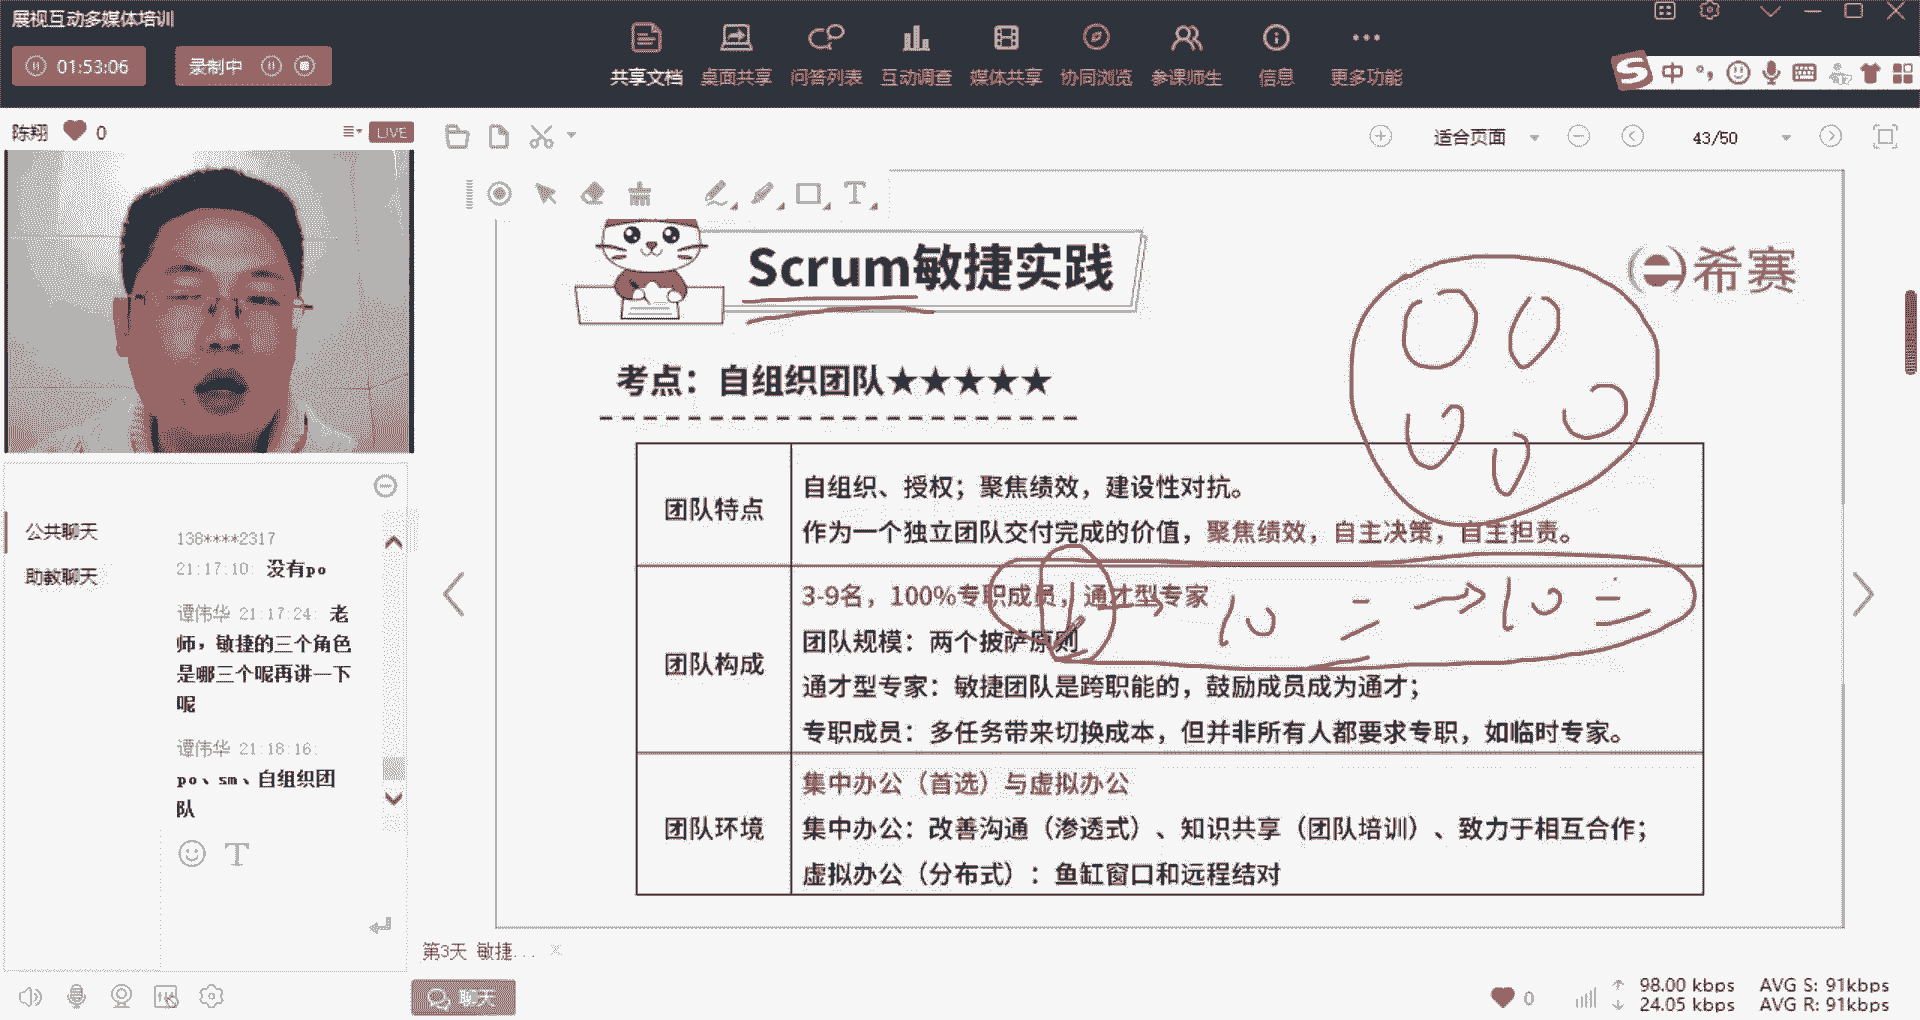 展视互动多媒体培训
01:53:06
录制中
共享文档 桌面共享 问答列表 互动调查 媒体共享 协同浏览 参课师生 信息 更多功能
S 中
陈翔 0
LIVE
适合页面
43/50
T
Scrum敏捷实践
希赛
考点：自组织团队★★★★★
团队特点
自组织、授权；聚焦绩效，建设性对抗。
作为一个独立团队交付完成的价值，聚焦绩效，自主决策，自主担责。
团队构成
3-9名，100%专职成员，通才型专家
团队规模：两个披萨原则
通才型专家：敏捷团队是跨职能的，鼓励成员成为通才；
专职成员：多任务带来切换成本，但并非所有人都要求专职，如临时专家。
1 → 10 = → 10 =
团队环境
集中办公（首选）与虚拟办公
集中办公：改善沟通（渗透式）、知识共享（团队培训）、致力于相互合作；
虚拟办公（分布式）：鱼缸窗口和远程结对
公共聊天
助教聊天
138****2317
21:17:10: 没有po
谭伟华 21:17:24: 老
师，敏捷的三个角色
是哪三个呢再讲一下
呢
谭伟华 21:18:16:
po、sm、自组织团
队
T
第3天 敏捷...
聊天
0
98.00 kbps AVG S: 91kbps
24.05 kbps AVG R: 91kbps